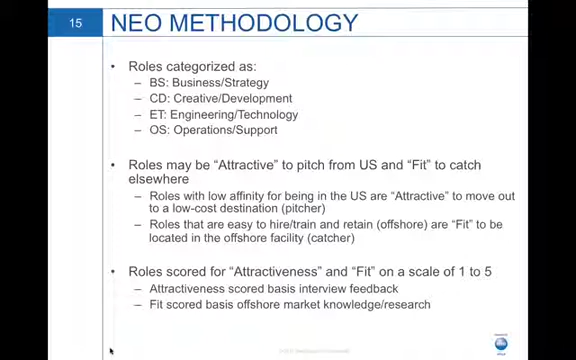 15
NEO METHODOLOGY
• Roles categorized as:
– BS: Business/Strategy
– CD: Creative/Development
– ET: Engineering/Technology
– OS: Operations/Support
• Roles may be “Attractive” to pitch from US and “Fit” to catch
elsewhere
– Roles with low affinity for being in the US are “Attractive” to move out
to a low-cost destination (pitcher)
– Roles that are easy to hire/train and retain (offshore) are “Fit” to be
located in the offshore facility (catcher)
• Roles scored for “Attractiveness” and “Fit” on a scale of 1 to 5
– Attractiveness scored basis interview feedback
– Fit scored basis offshore market knowledge/research